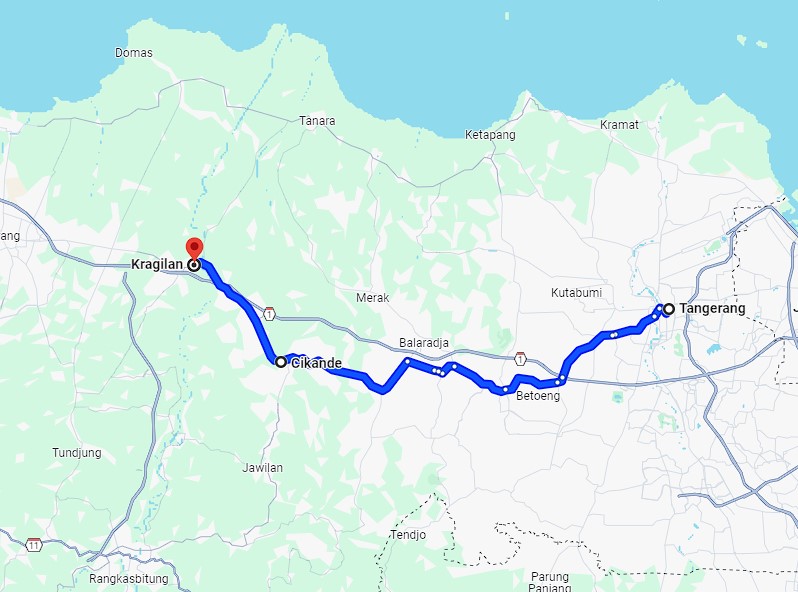 Domas
Tanara
Ketapang
Kramat
ang
Kragilan
Kutabumi
Merak
1
Tangerang
Balaradja
1
Cikande
Betoeng
Tundjung
Jawilan
Tendjo
11
Rangkasbitung
Parung
Panjang